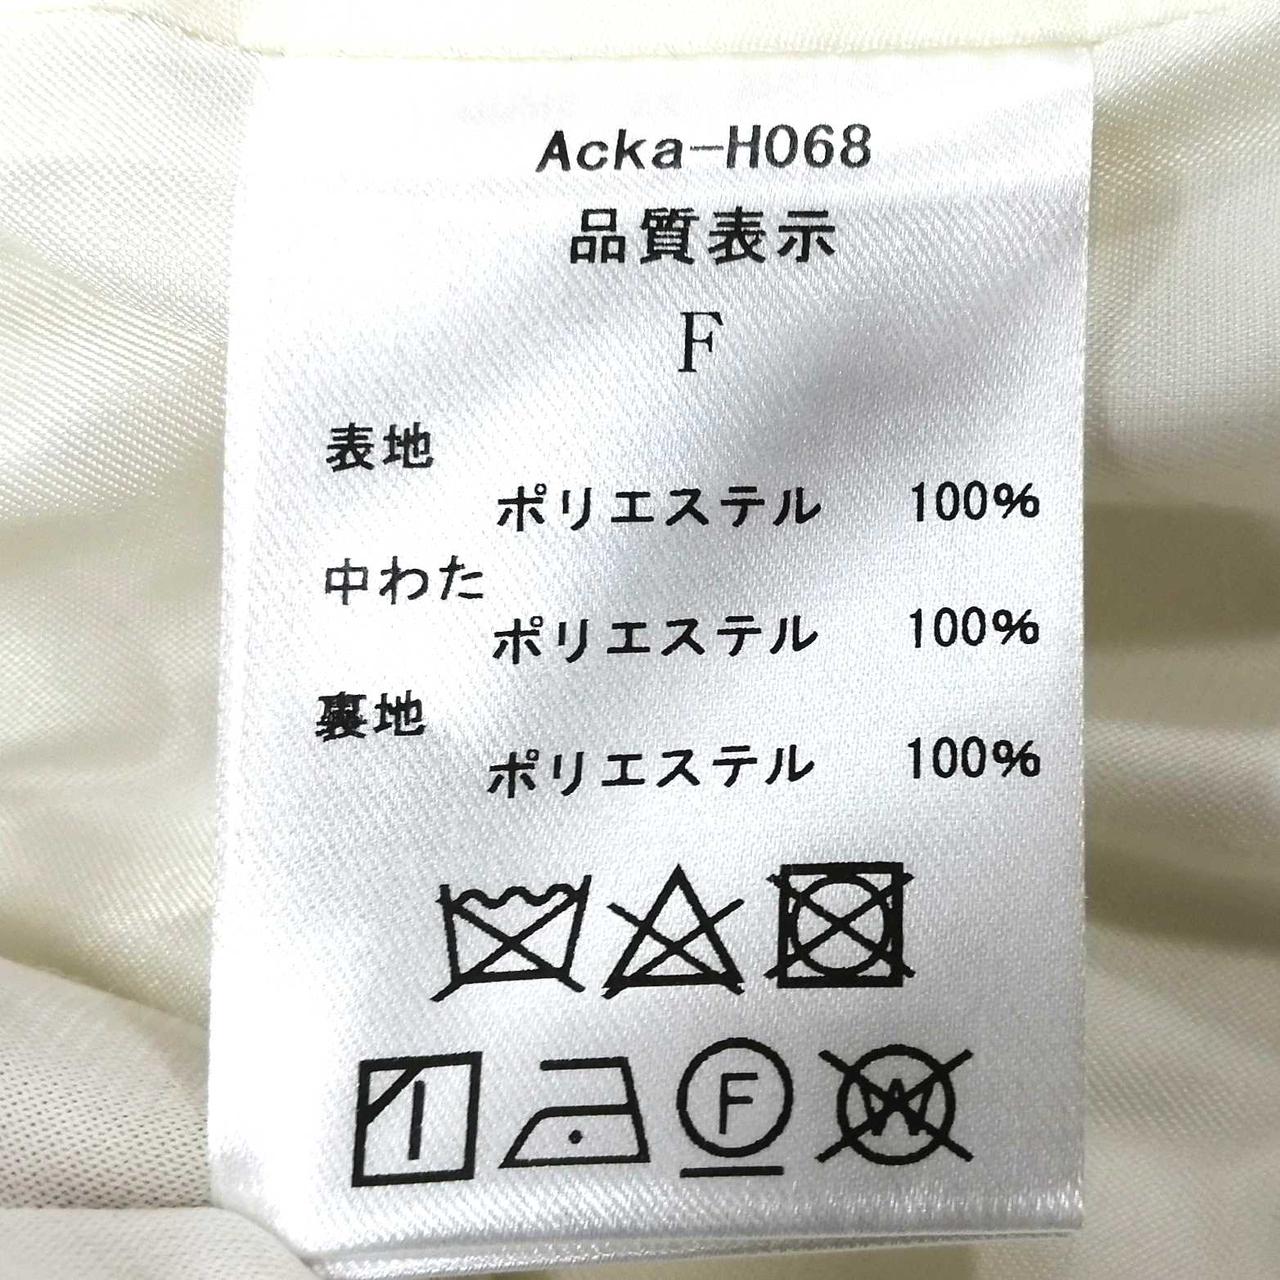 Acka-H068
品質表示
F
表地
ポリエステル 100%
中わた
ポリエステル 100%
裏地
ポリエステル 100%
F W